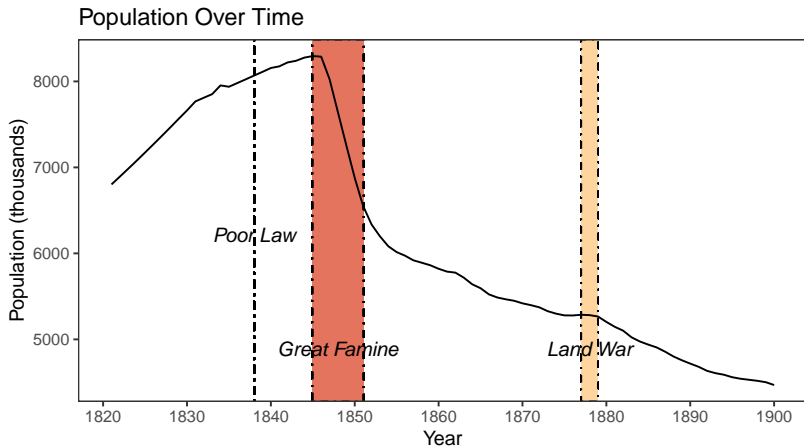 Population Over Time
Population (thousands)
8000
7000
6000
5000
Poor Law
Great Famine
Land War
1820 1830 1840 1850 1860 1870 1880 1890 1900
Year